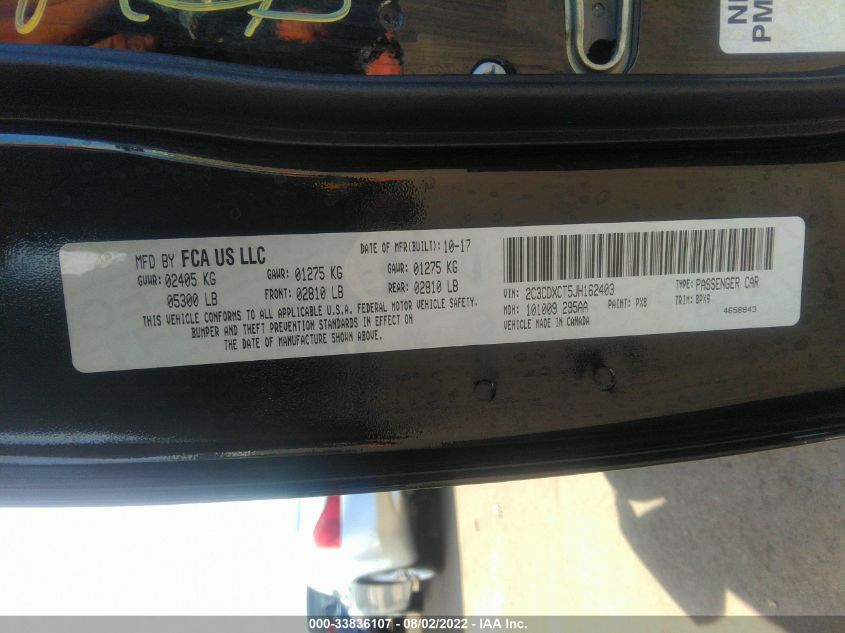 NE
PM
MFD BY FCA US LLC
DATE OF MFR(BUILT): 10-17
GVWR: 02405 KG
GAWR: 01275 KG
GAWR: 01275 KG
05300 LB
FRONT: 02810 LB
REAR: 02810 LB
THIS VEHICLE CONFORMS TO ALL APPLICABLE U.S.A. FEDERAL MOTOR VEHICLE SAFETY,
BUMPER AND THEFT PREVENTION STANDARDS IN EFFECT ON
THE DATE OF MANUFACTURE SHOWN ABOVE.
VIN: 2C3CDXCT5JH162403
TYPE: PASSENGER CAR
MDH: 101009 295AA
PAINT: PX8
TRIM: BPX9
VEHICLE MADE IN CANADA
4658843
000-33836107 - 08/02/2022 - IAA Inc.